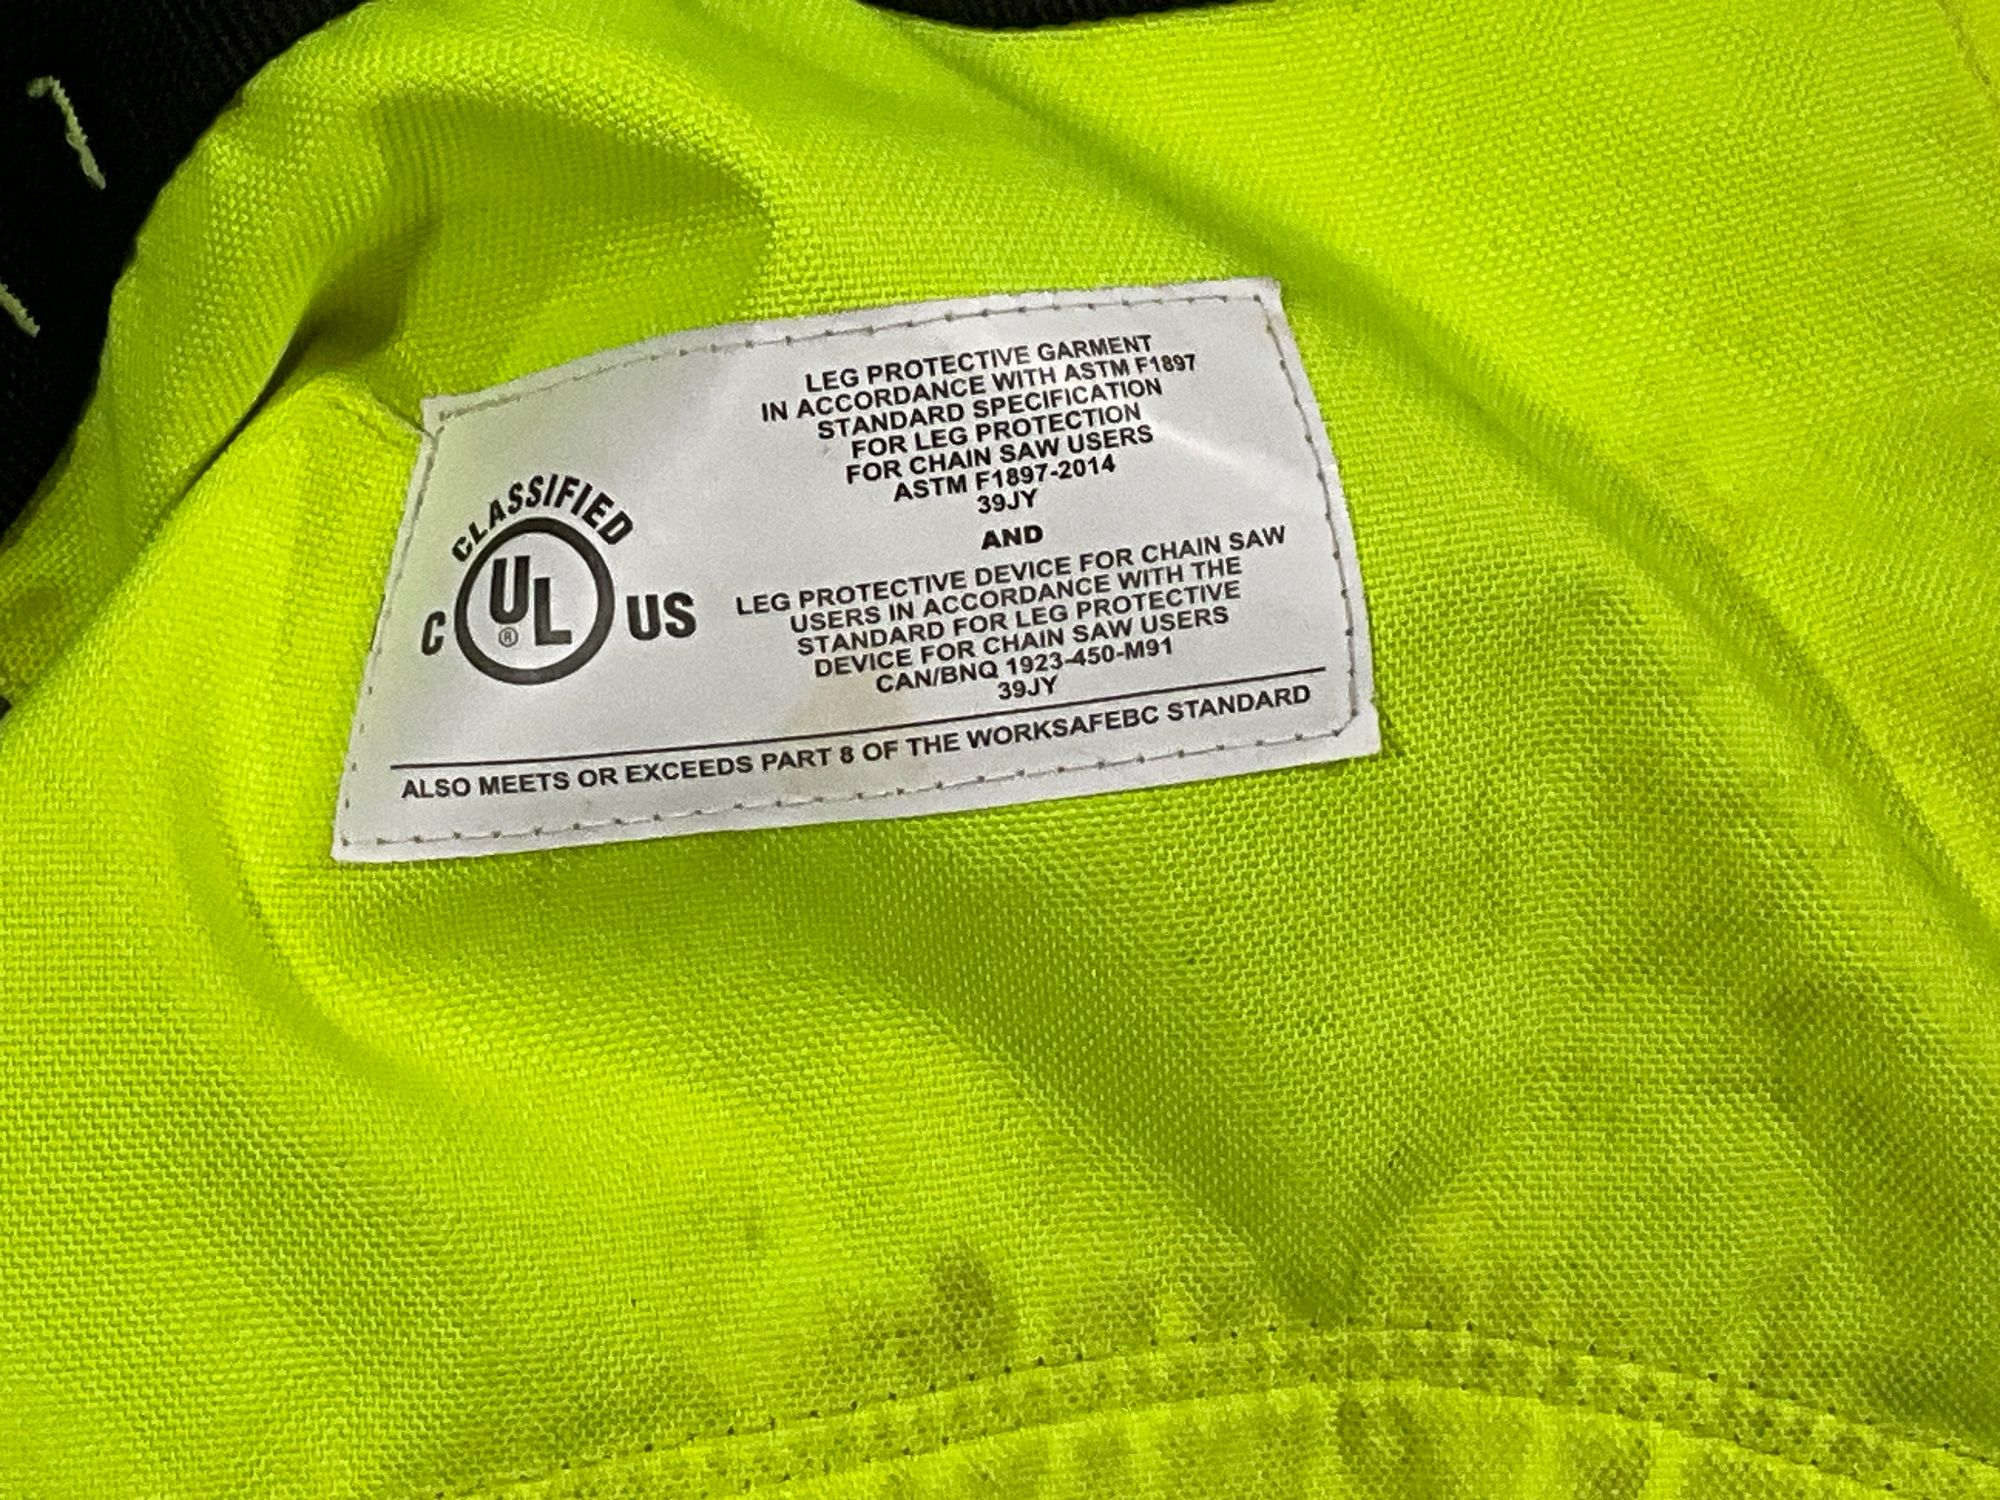 LEG PROTECTIVE GARMENT
IN ACCORDANCE WITH ASTM F1897
STANDARD SPECIFICATION
FOR LEG PROTECTION
FOR CHAIN SAW USERS
ASTM F1897-2014
39JY
AND
LEG PROTECTIVE DEVICE FOR CHAIN SAW
USERS IN ACCORDANCE WITH THE
STANDARD FOR LEG PROTECTIVE
DEVICE FOR CHAIN SAW USERS
CAN/BNQ 1923-450-M91
39JY
CLASSIFIED
C UL® US
ALSO MEETS OR EXCEEDS PART 8 OF THE WORKSAFEBC STANDARD